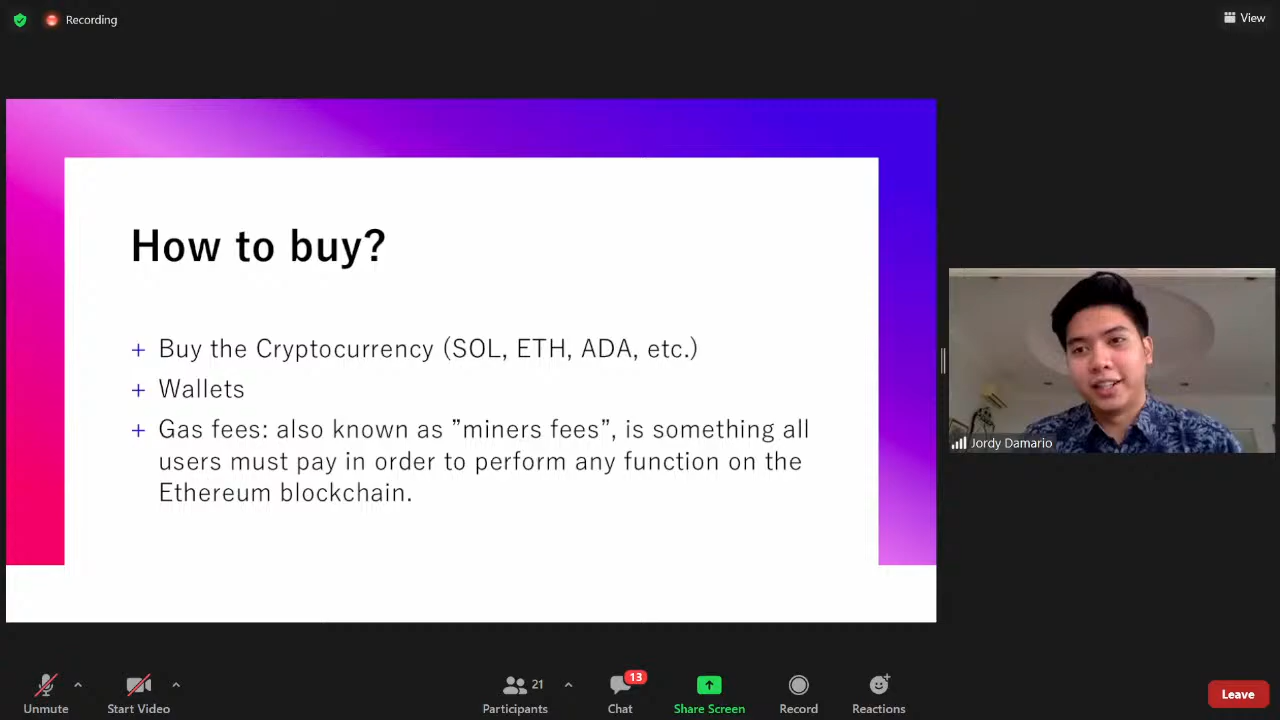 Recording
View
How to buy?
+ Buy the Cryptocurrency (SOL, ETH, ADA, etc.)
+ Wallets
+ Gas fees: also known as ”miners fees”, is something all
users must pay in order to perform any function on the
Ethereum blockchain.
Jordy Damario
Unmute
Start Video
21
Participants
13
Chat
Share Screen
Record
Reactions
Leave